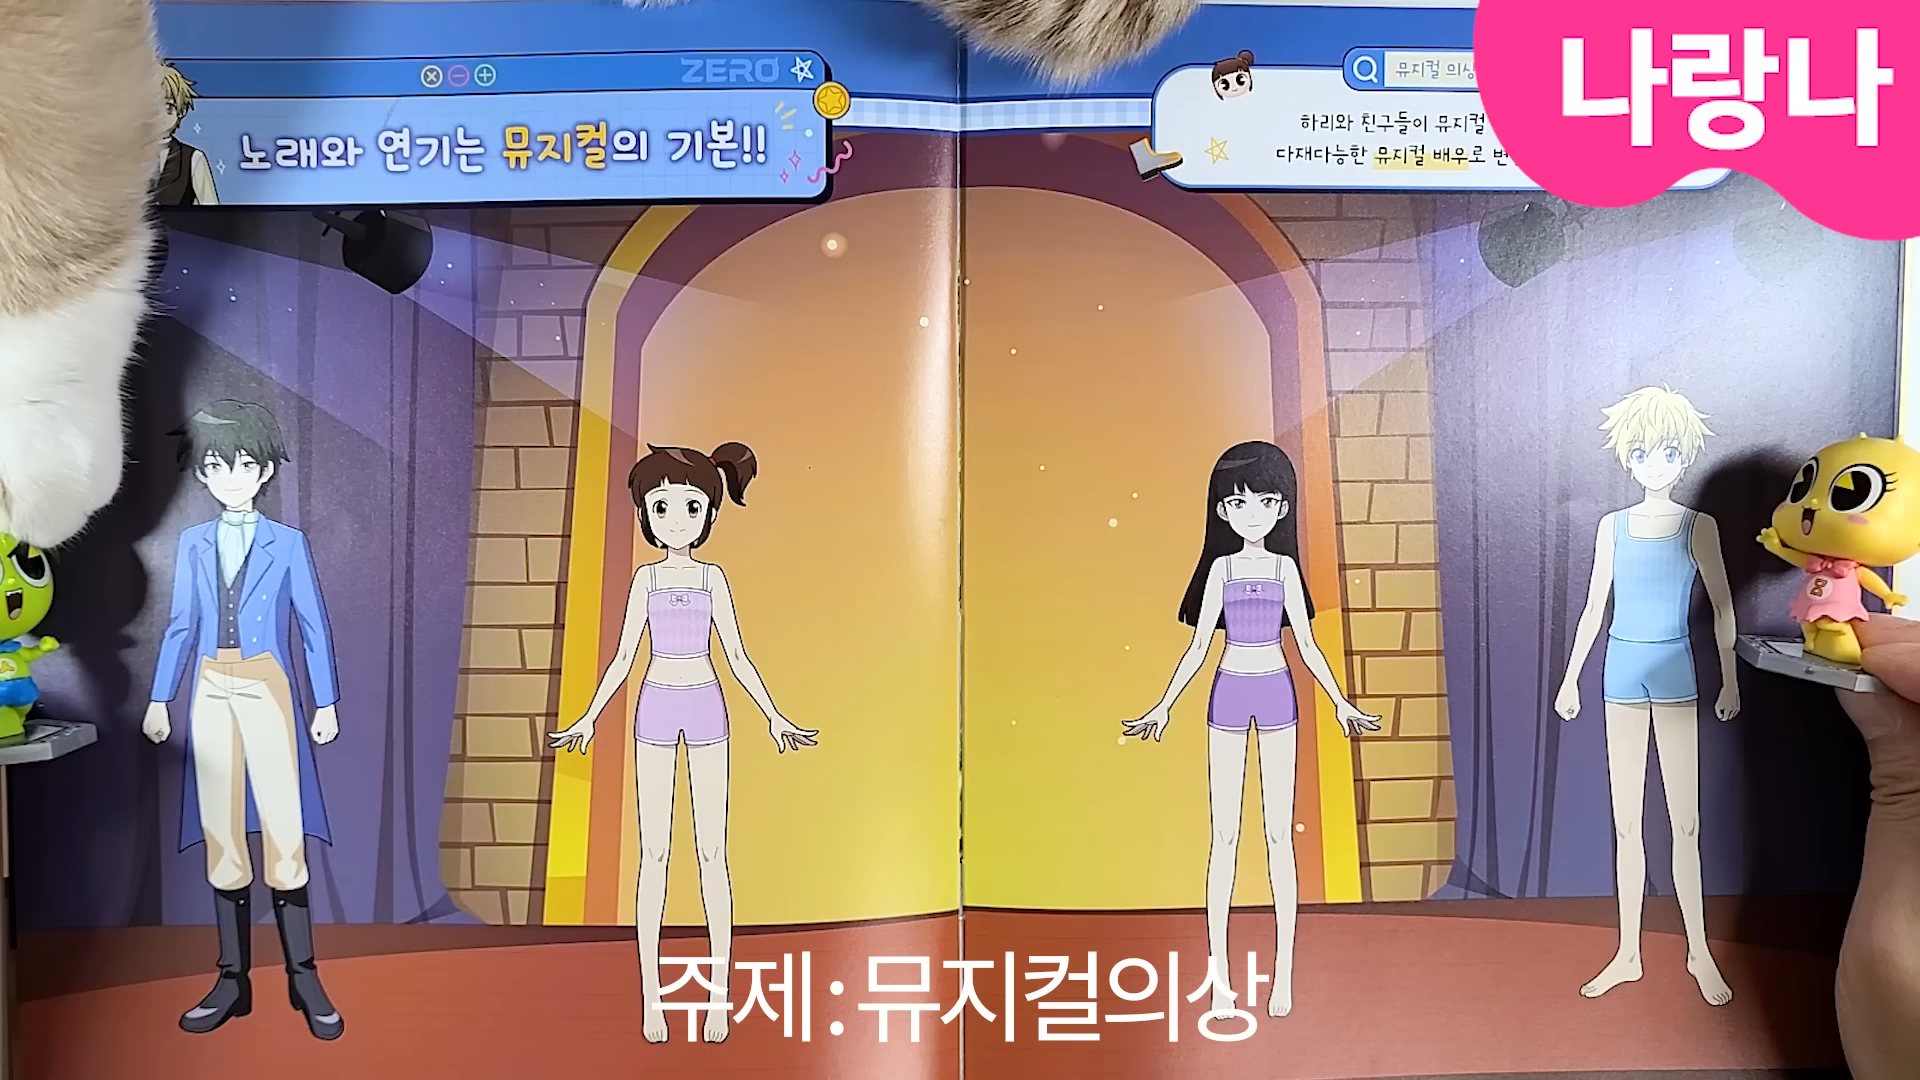 ZERO
노래와 연기는 뮤지컬의 기본!!
뮤지컬 의상
하리와 친구들이 뮤지컬
다재다능한 뮤지컬 배우로
나랑나
주제:뮤지컬의상